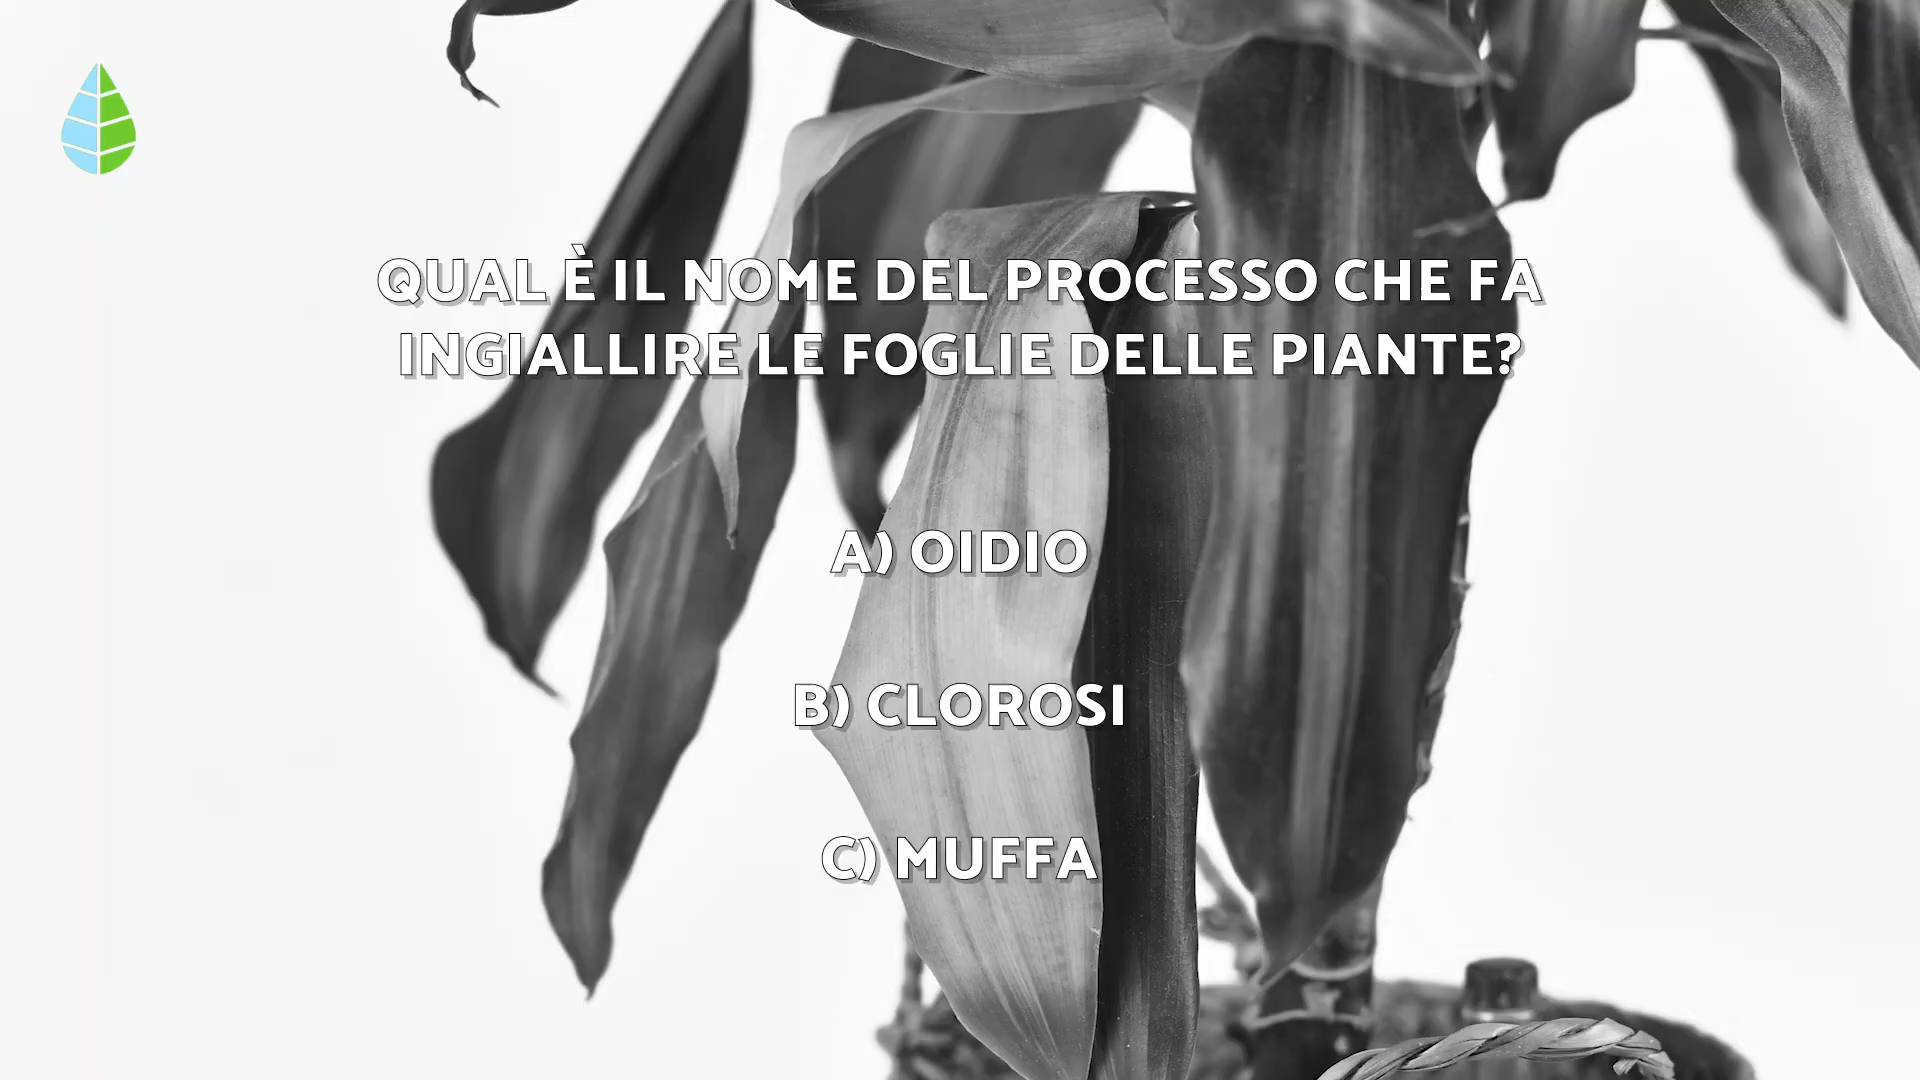 QUAL È IL NOME DEL PROCESSO CHE FA
INGIALLIRE LE FOGLIE DELLE PIANTE?
A) OIDIO
B) CLOROSI
C) MUFFA